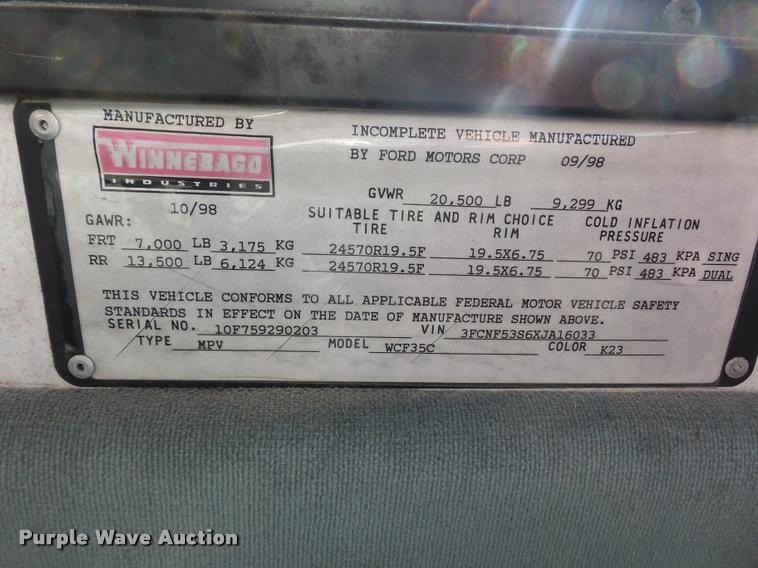 MANUFACTURED BY
WINNEBAGO
INDUSTRIES
10/98
INCOMPLETE VEHICLE MANUFACTURED
BY FORD MOTORS CORP 09/98
GVWR 20,500 LB 9,299 KG
GAWR: SUITABLE TIRE AND RIM CHOICE COLD INFLATION
TIRE RIM PRESSURE
FRT 7,000 LB 3,175 KG 24570R19.5F 19.5X6.75 70 PSI 483 KPA SING
RR 13,500 LB 6,124 KG 24570R19.5F 19.5X6.75 70 PSI 483 KPA DUAL
THIS VEHICLE CONFORMS TO ALL APPLICABLE FEDERAL MOTOR VEHICLE SAFETY
STANDARDS IN EFFECT ON THE DATE OF MANUFACTURE SHOWN ABOVE.
SERIAL NO. 10F759290203 VIN 3FCNF53S6XJA16033
TYPE MPV MODEL WCF35C COLOR K23
Purple Wave Auction